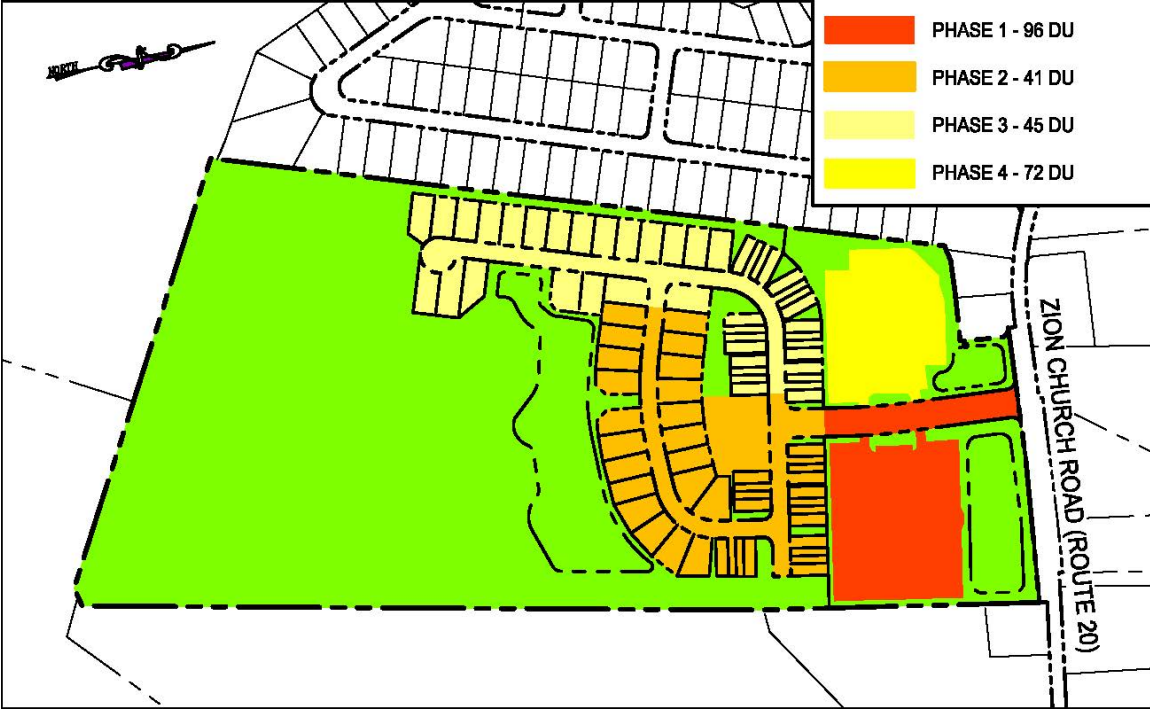 NORTH
PHASE 1 - 96 DU
PHASE 2 - 41 DU
PHASE 3 - 45 DU
PHASE 4 - 72 DU
ZION CHURCH ROAD (ROUTE 20)